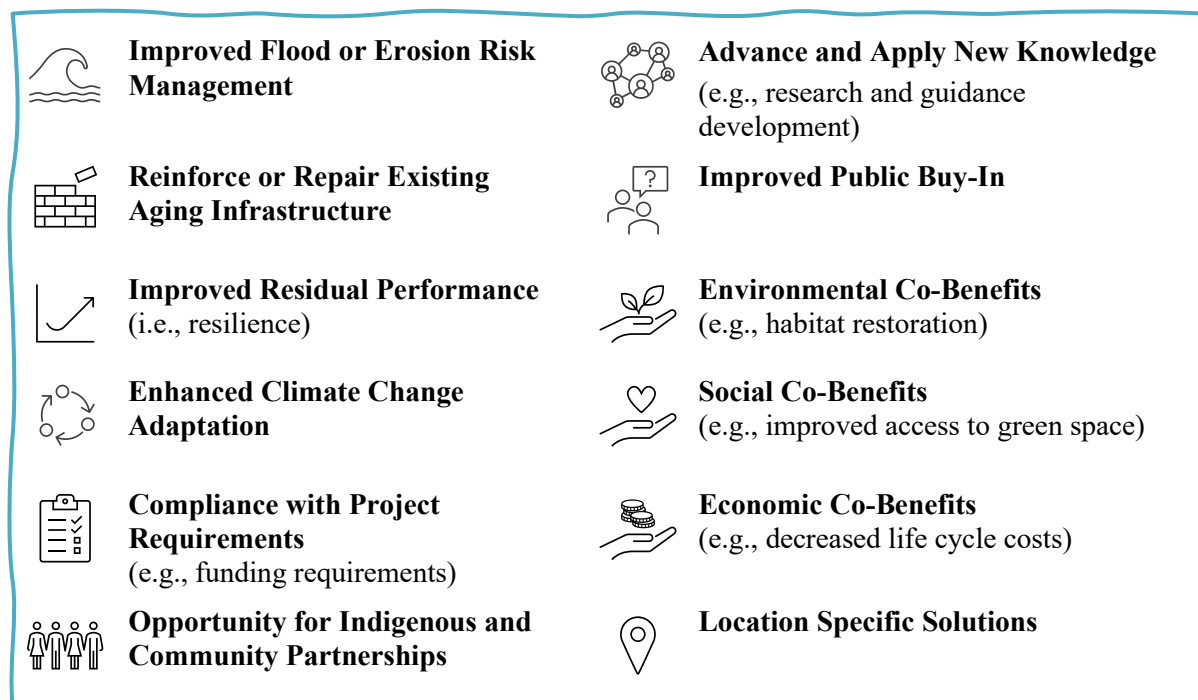 Improved Flood or Erosion Risk
Management
Reinforce or Repair Existing
Aging Infrastructure
Improved Residual Performance
(i.e., resilience)
Enhanced Climate Change
Adaptation
Compliance with Project
Requirements
(e.g., funding requirements)
Opportunity for Indigenous and
Community Partnerships
Advance and Apply New Knowledge
(e.g., research and guidance
development)
?
Improved Public Buy-In
Environmental Co-Benefits
(e.g., habitat restoration)
Social Co-Benefits
(e.g., improved access to green space)
Economic Co-Benefits
(e.g., decreased life cycle costs)
Location Specific Solutions